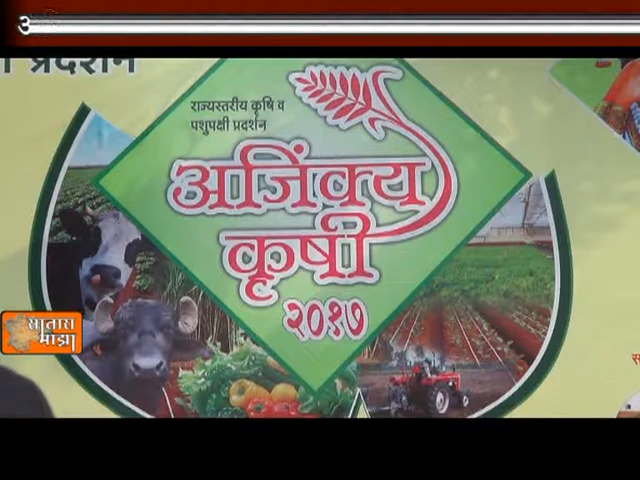 प्रदर्शन
राज्यस्तरीय कृषि व
पशुपक्षी प्रदर्शन
अजिंक्य
कृषी
२०१७
सातारा
माझा